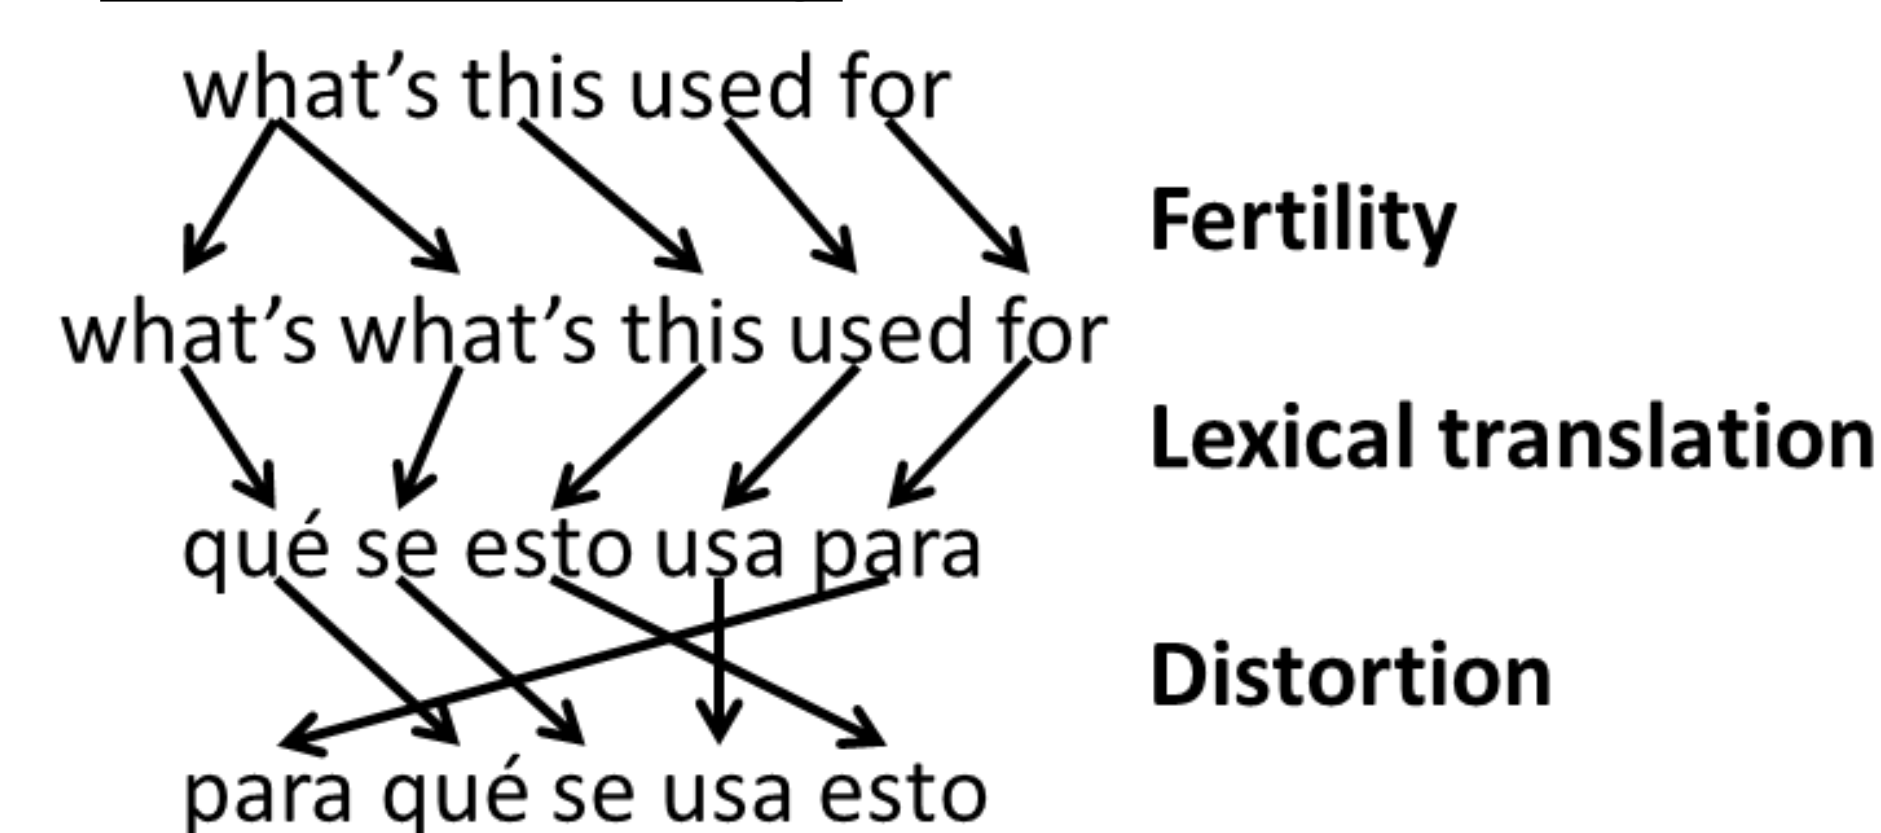 what’s this used for
Fertility
what’s what’s this used for
Lexical translation
qué se esto usa para
Distortion
para qué se usa esto